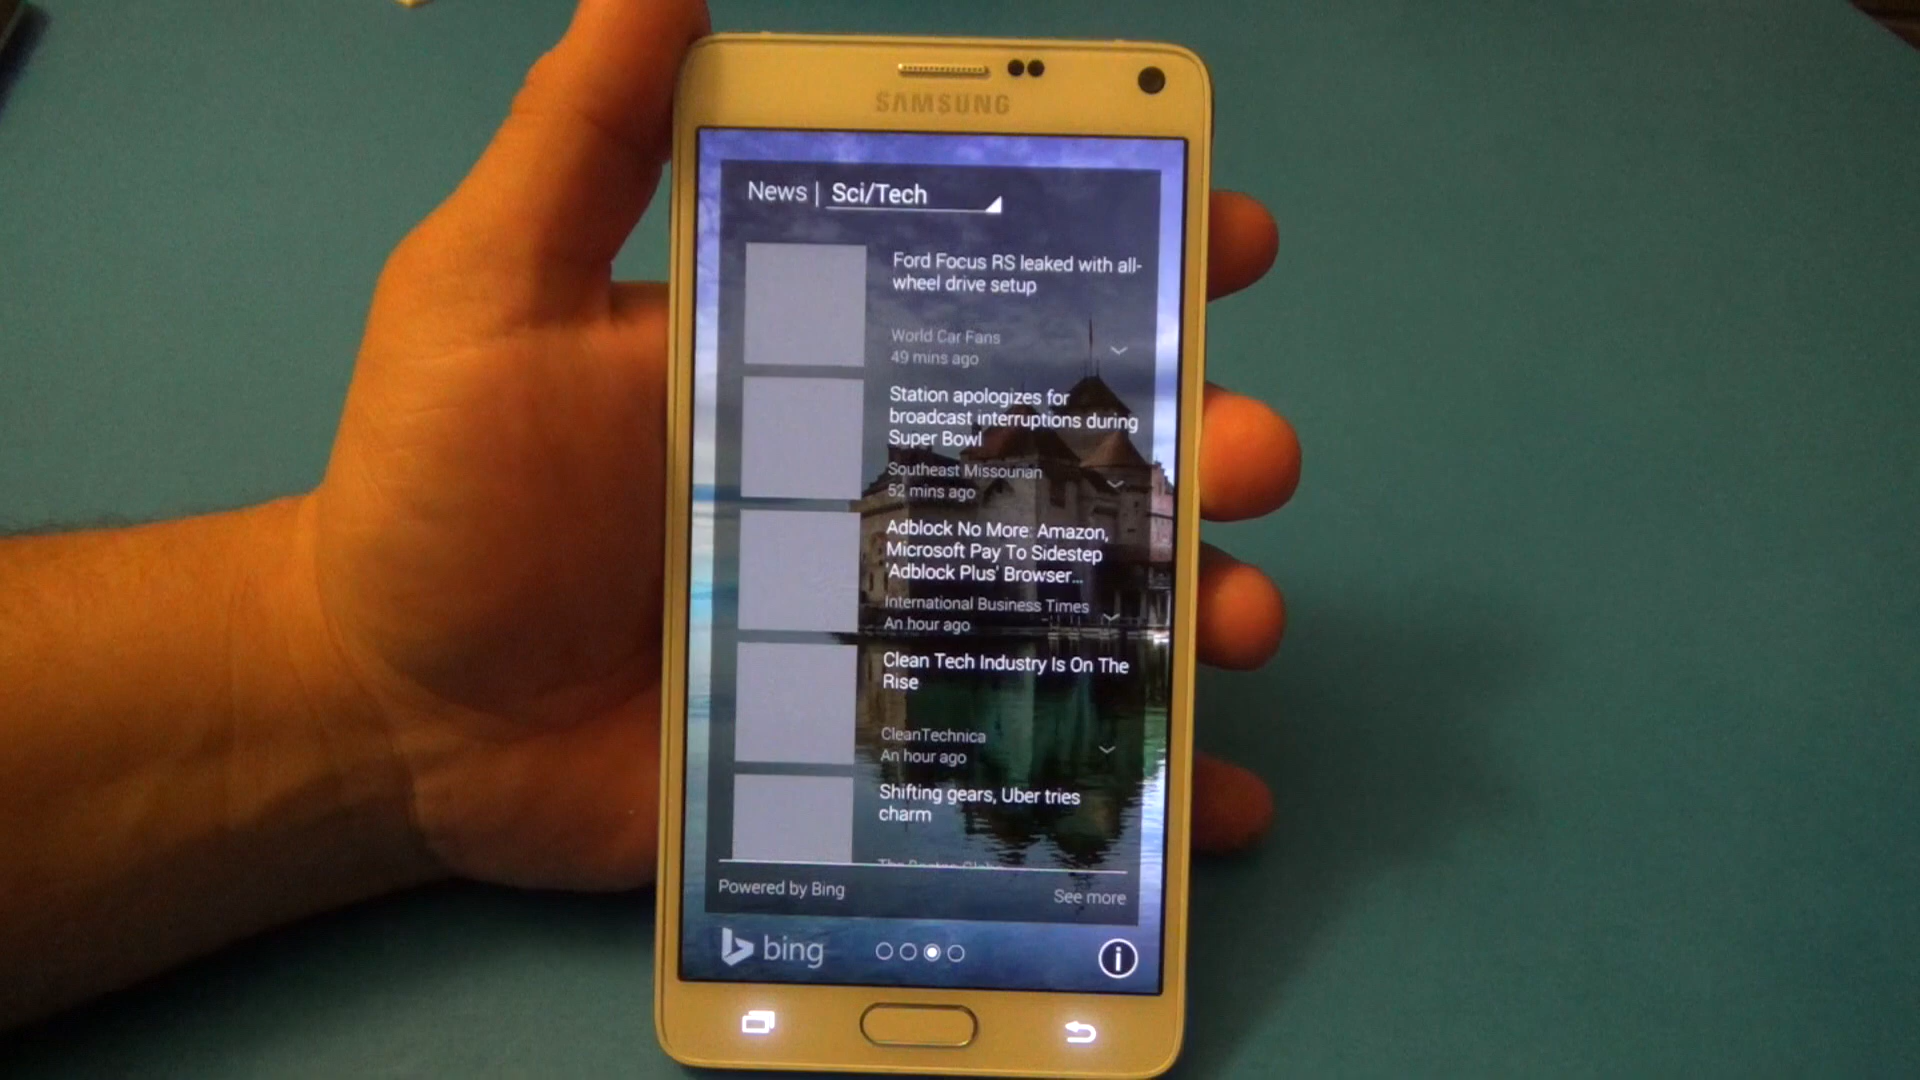 SAMSUNG
News | Sci/Tech
Ford Focus RS leaked with all-
wheel drive setup
World Car Fans
49 mins ago
Station apologizes for
broadcast interruptions during
Super Bowl
Southeast Missourian
52 mins ago
Adblock No More: Amazon,
Microsoft Pay To Sidestep
'Adblock Plus' Browser...
International Business Times
An hour ago
Clean Tech Industry Is On The
Rise
CleanTechnica
An hour ago
Shifting gears, Uber tries
charm
The Boston Globe
Powered by Bing
See more
bing
i